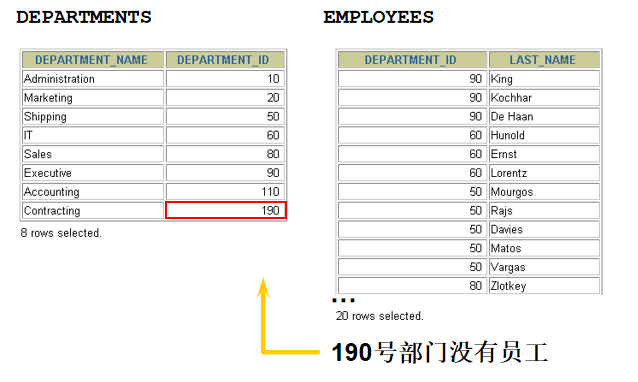 DEPARTMENTS
DEPARTMENT_NAME DEPARTMENT_ID
Administration 10
Marketing 20
Shipping 50
IT 60
Sales 80
Executive 90
Accounting 110
Contracting 190
8 rows selected.
EMPLOYEES
DEPARTMENT_ID LAST_NAME
90 King
90 Kochhar
90 De Haan
60 Hunold
60 Ernst
60 Lorentz
50 Mourgos
50 Rajs
50 Davies
50 Matos
50 Vargas
80 Zlotkey
...
20 rows selected.
190号部门没有员工